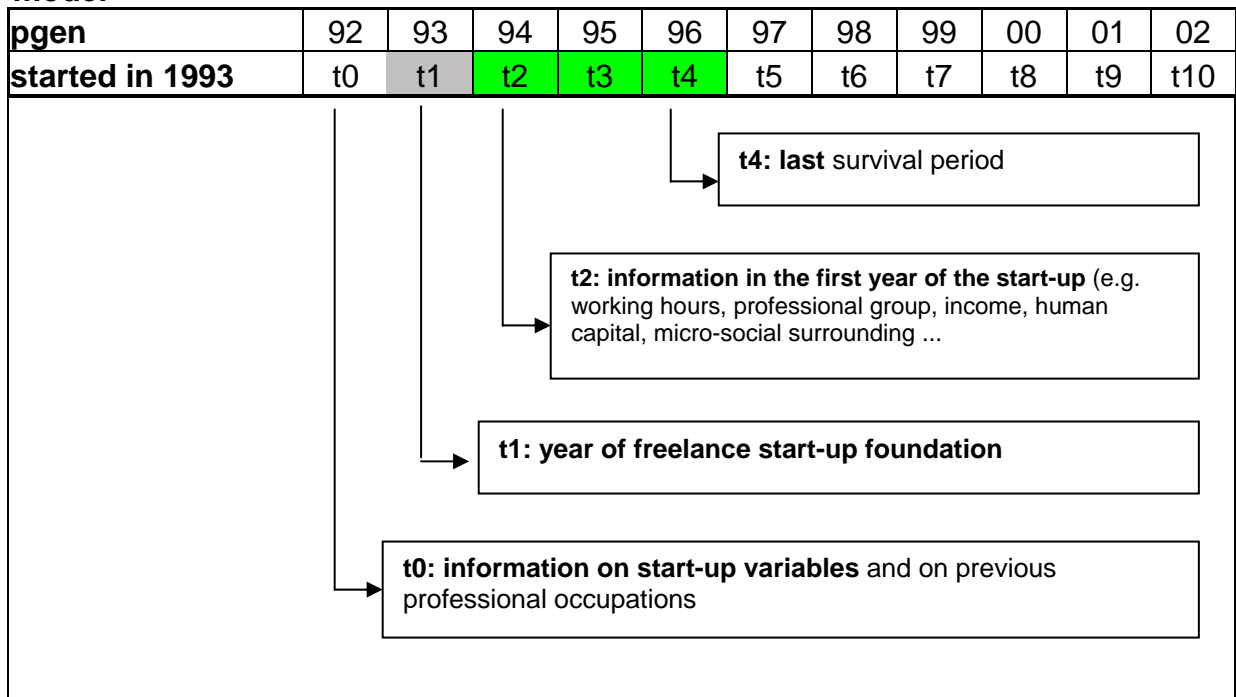 pgen 92 93 94 95 96 97 98 99 00 01 02
started in 1993 t0 t1 t2 t3 t4 t5 t6 t7 t8 t9 t10
t4: last survival period
t2: information in the first year of the start-up (e.g.
working hours, professional group, income, human
capital, micro-social surrounding ...
t1: year of freelance start-up foundation
t0: information on start-up variables and on previous
professional occupations